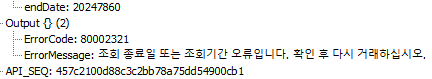 endDate: 20247860
Output {} (2)
ErrorCode: 80002321
ErrorMessage: 조회 종료일 또는 조회기간 오류입니다. 확인 후 다시 거래하십시오.
API_SEQ: 457c2100d88c3c2bb78a75dd54900cb1